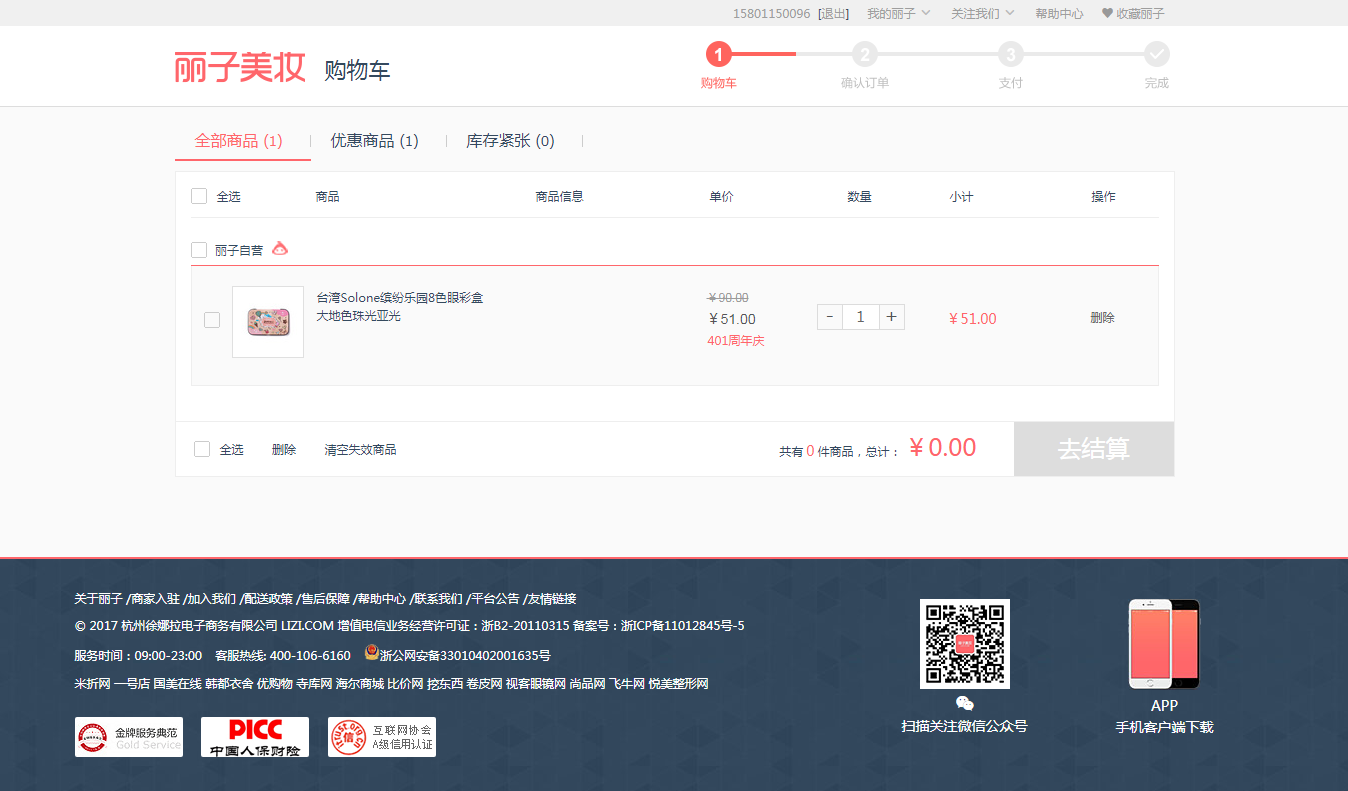 15801150096 [退出] 我的丽子 关注我们 帮助中心 收藏丽子
丽子美妆 购物车
1 2 3
购物车 确认订单 支付 完成
全部商品 (1) 优惠商品 (1) 库存紧张 (0)
全选 商品 商品信息 单价 数量 小计 操作
丽子自营
台湾Solone缤纷乐园8色眼彩盒
大地色珠光亚光
¥90.00
¥51.00
401周年庆
- 1 +
¥51.00
删除
全选 删除 清空失效商品 共有 0 件商品，总计： ¥0.00 去结算
关于丽子 /商家入驻 /加入我们 /配送政策 /售后保障 /帮助中心 /联系我们 /平台公告 /友情链接
© 2017 杭州徐娜拉电子商务有限公司 LIZI.COM 增值电信业务经营许可证：浙B2-20110315 备案号：浙ICP备11012845号-5
服务时间：09:00-23:00 客服热线: 400-106-6160 浙公网安备33010402001635号
米折网 一号店 国美在线 韩都衣舍 优购物 寺库网 海尔商城 比价网 挖东西 卷皮网 视客眼镜网 尚品网 飞牛网 悦美整形网
金牌服务典范
Gold Service
PICC
中国人保财险
itrust.org.cn
信
互联网协会
A级信用认证
扫描关注微信公众号
APP
手机客户端下载